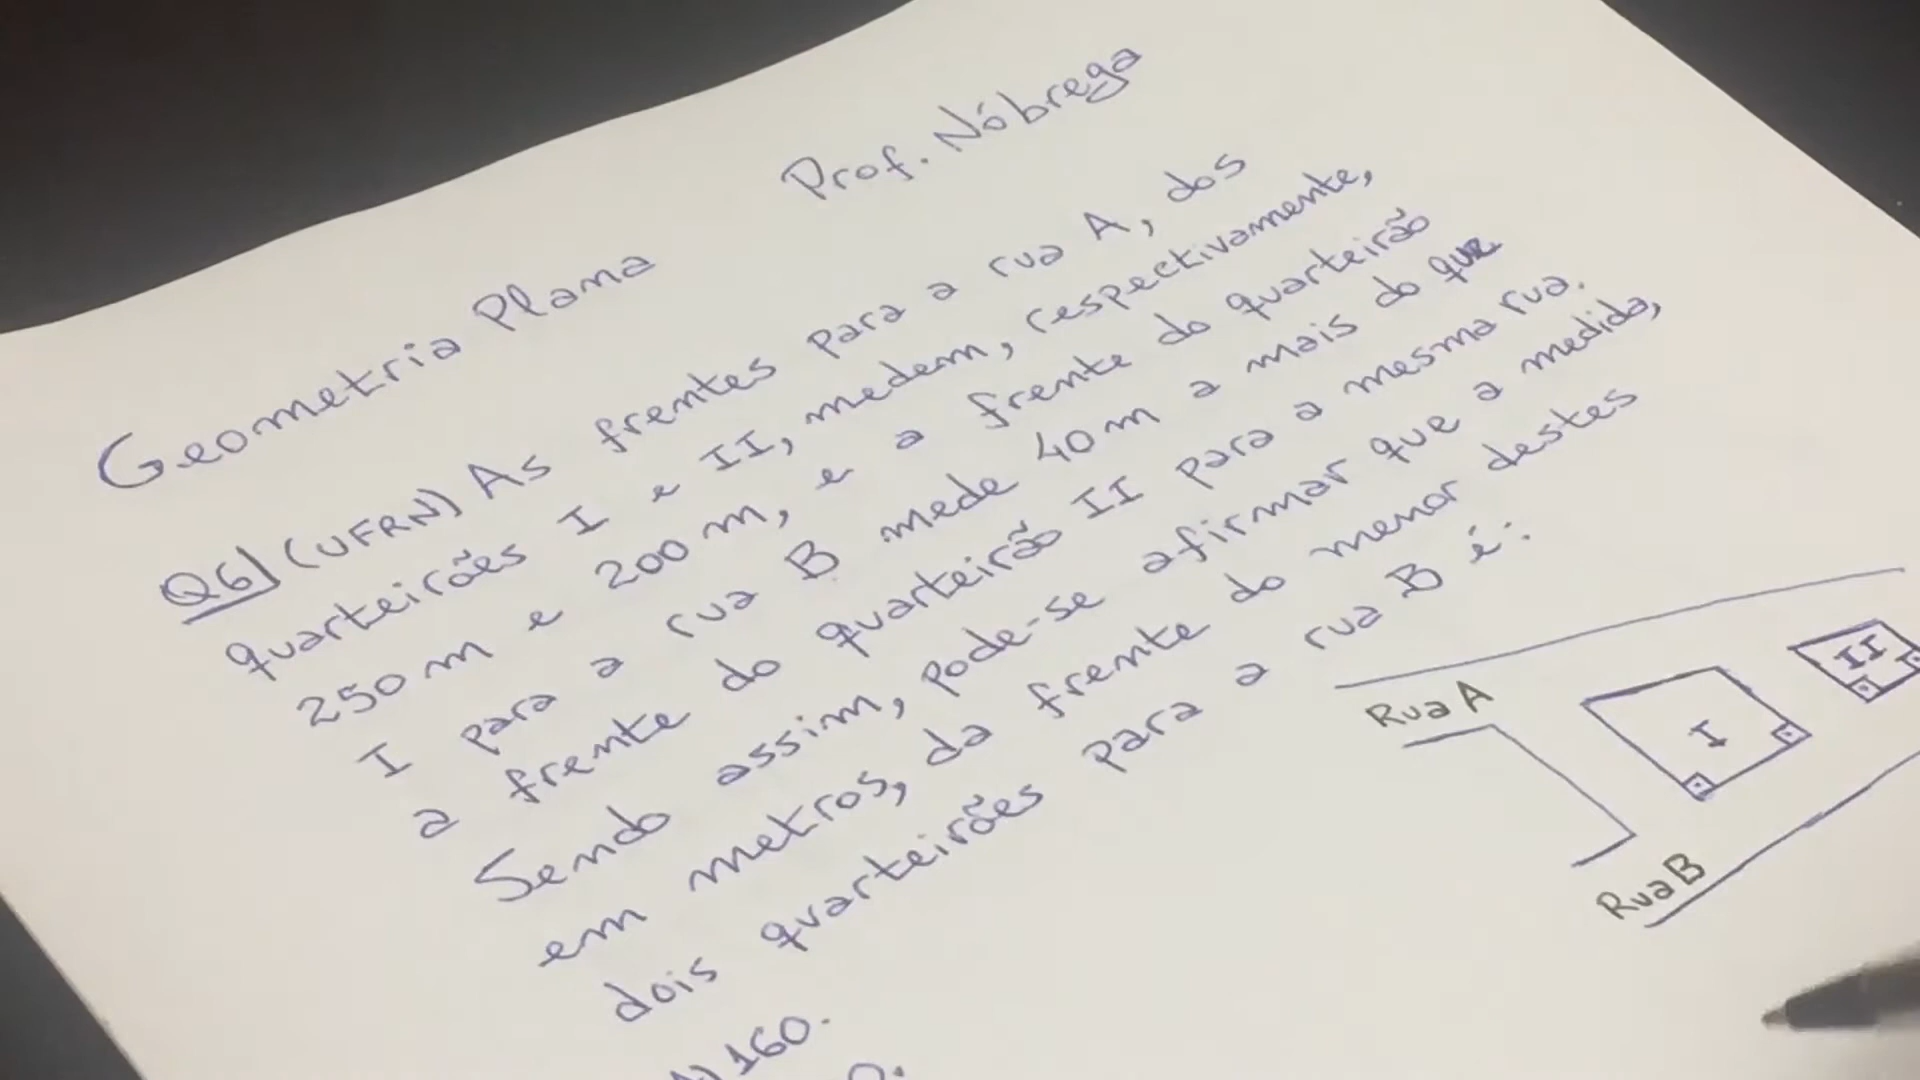 Geometria Plana
Prof. Nóbrega
Q6) (UFRN) As frentes para a rua A, dos
quarteirões I e II, medem, respectivamente,
250 m e 200 m, e a frente do quarteirão
I para a rua B mede 40 m a mais do que
a frente do quarteirão II para a mesma rua.
Sendo assim, pode-se afirmar que a medida,
em metros, da frente do menor destes
dois quarteirões para a rua B é:
A) 160.
0.
Rua A
I
II
Rua B